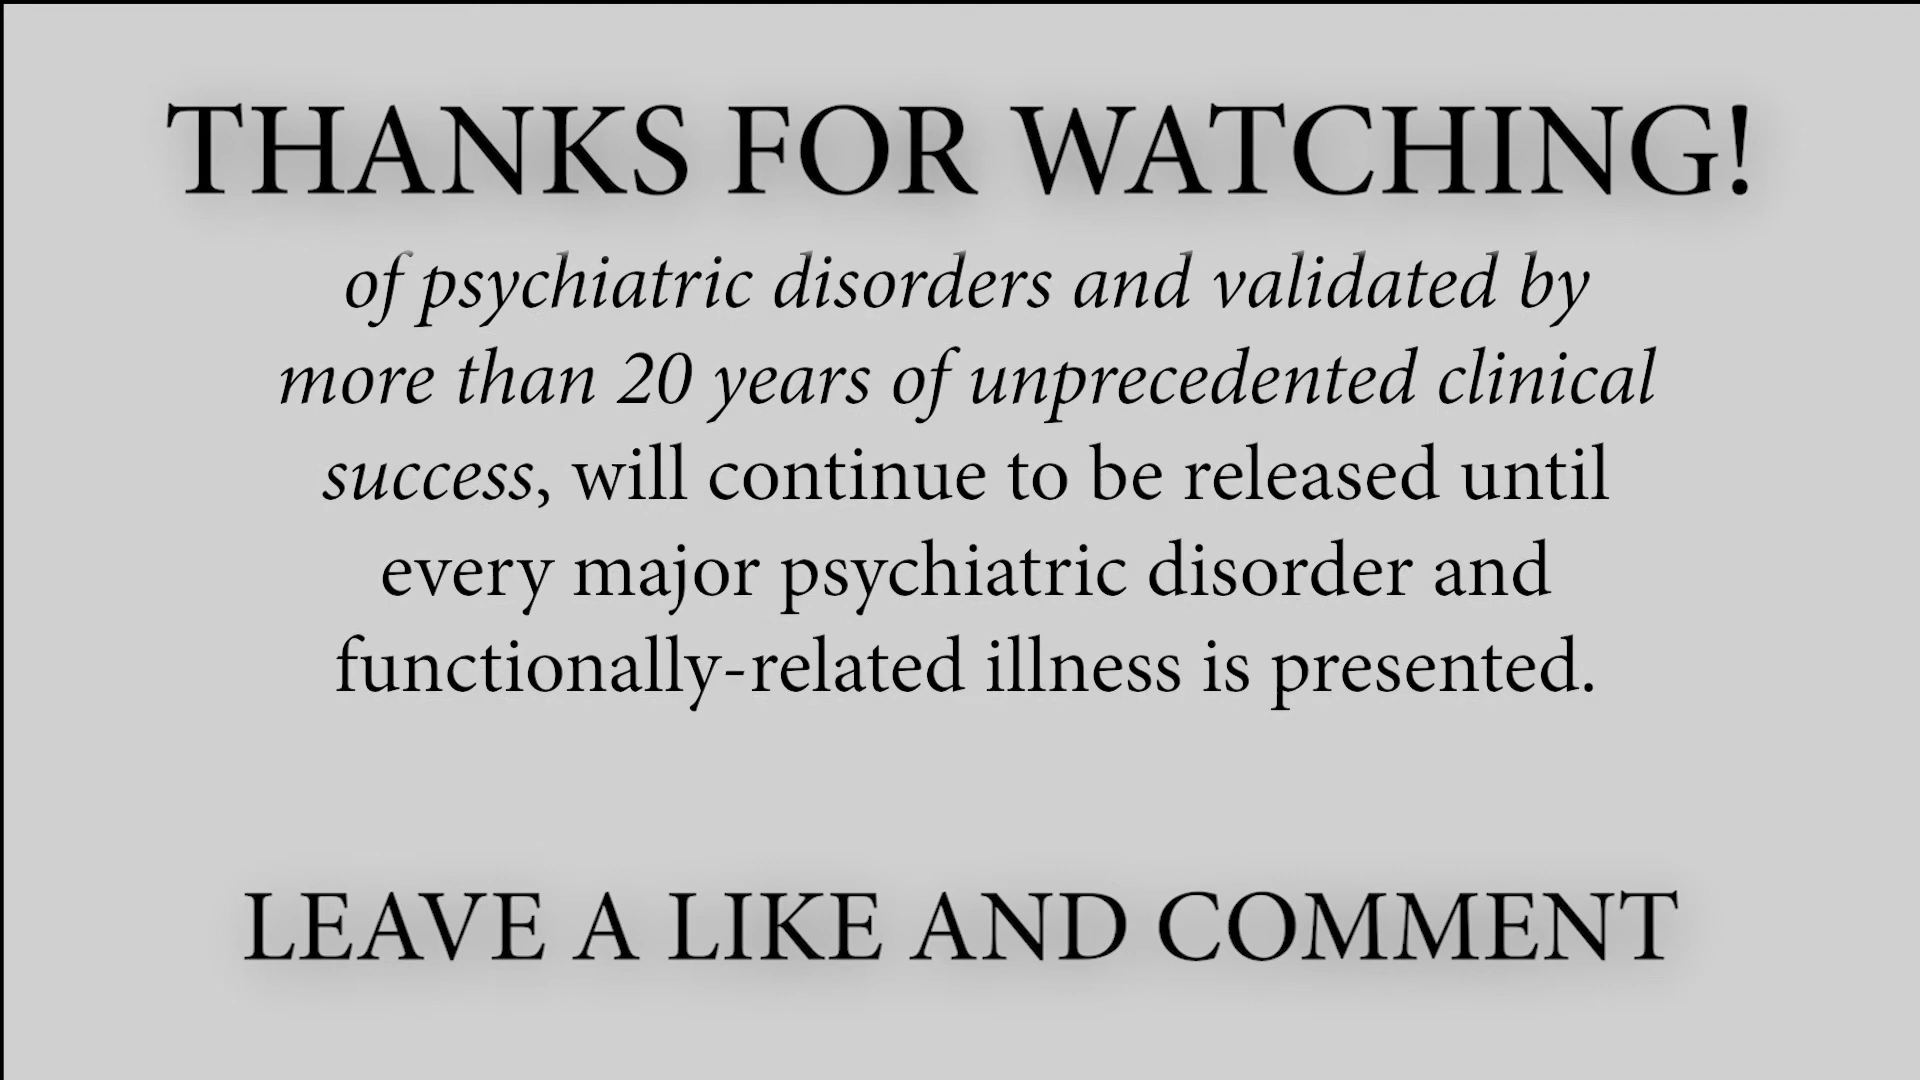 THANKS FOR WATCHING!
of psychiatric disorders and validated by
more than 20 years of unprecedented clinical
success, will continue to be released until
every major psychiatric disorder and
functionally-related illness is presented.
LEAVE A LIKE AND COMMENT